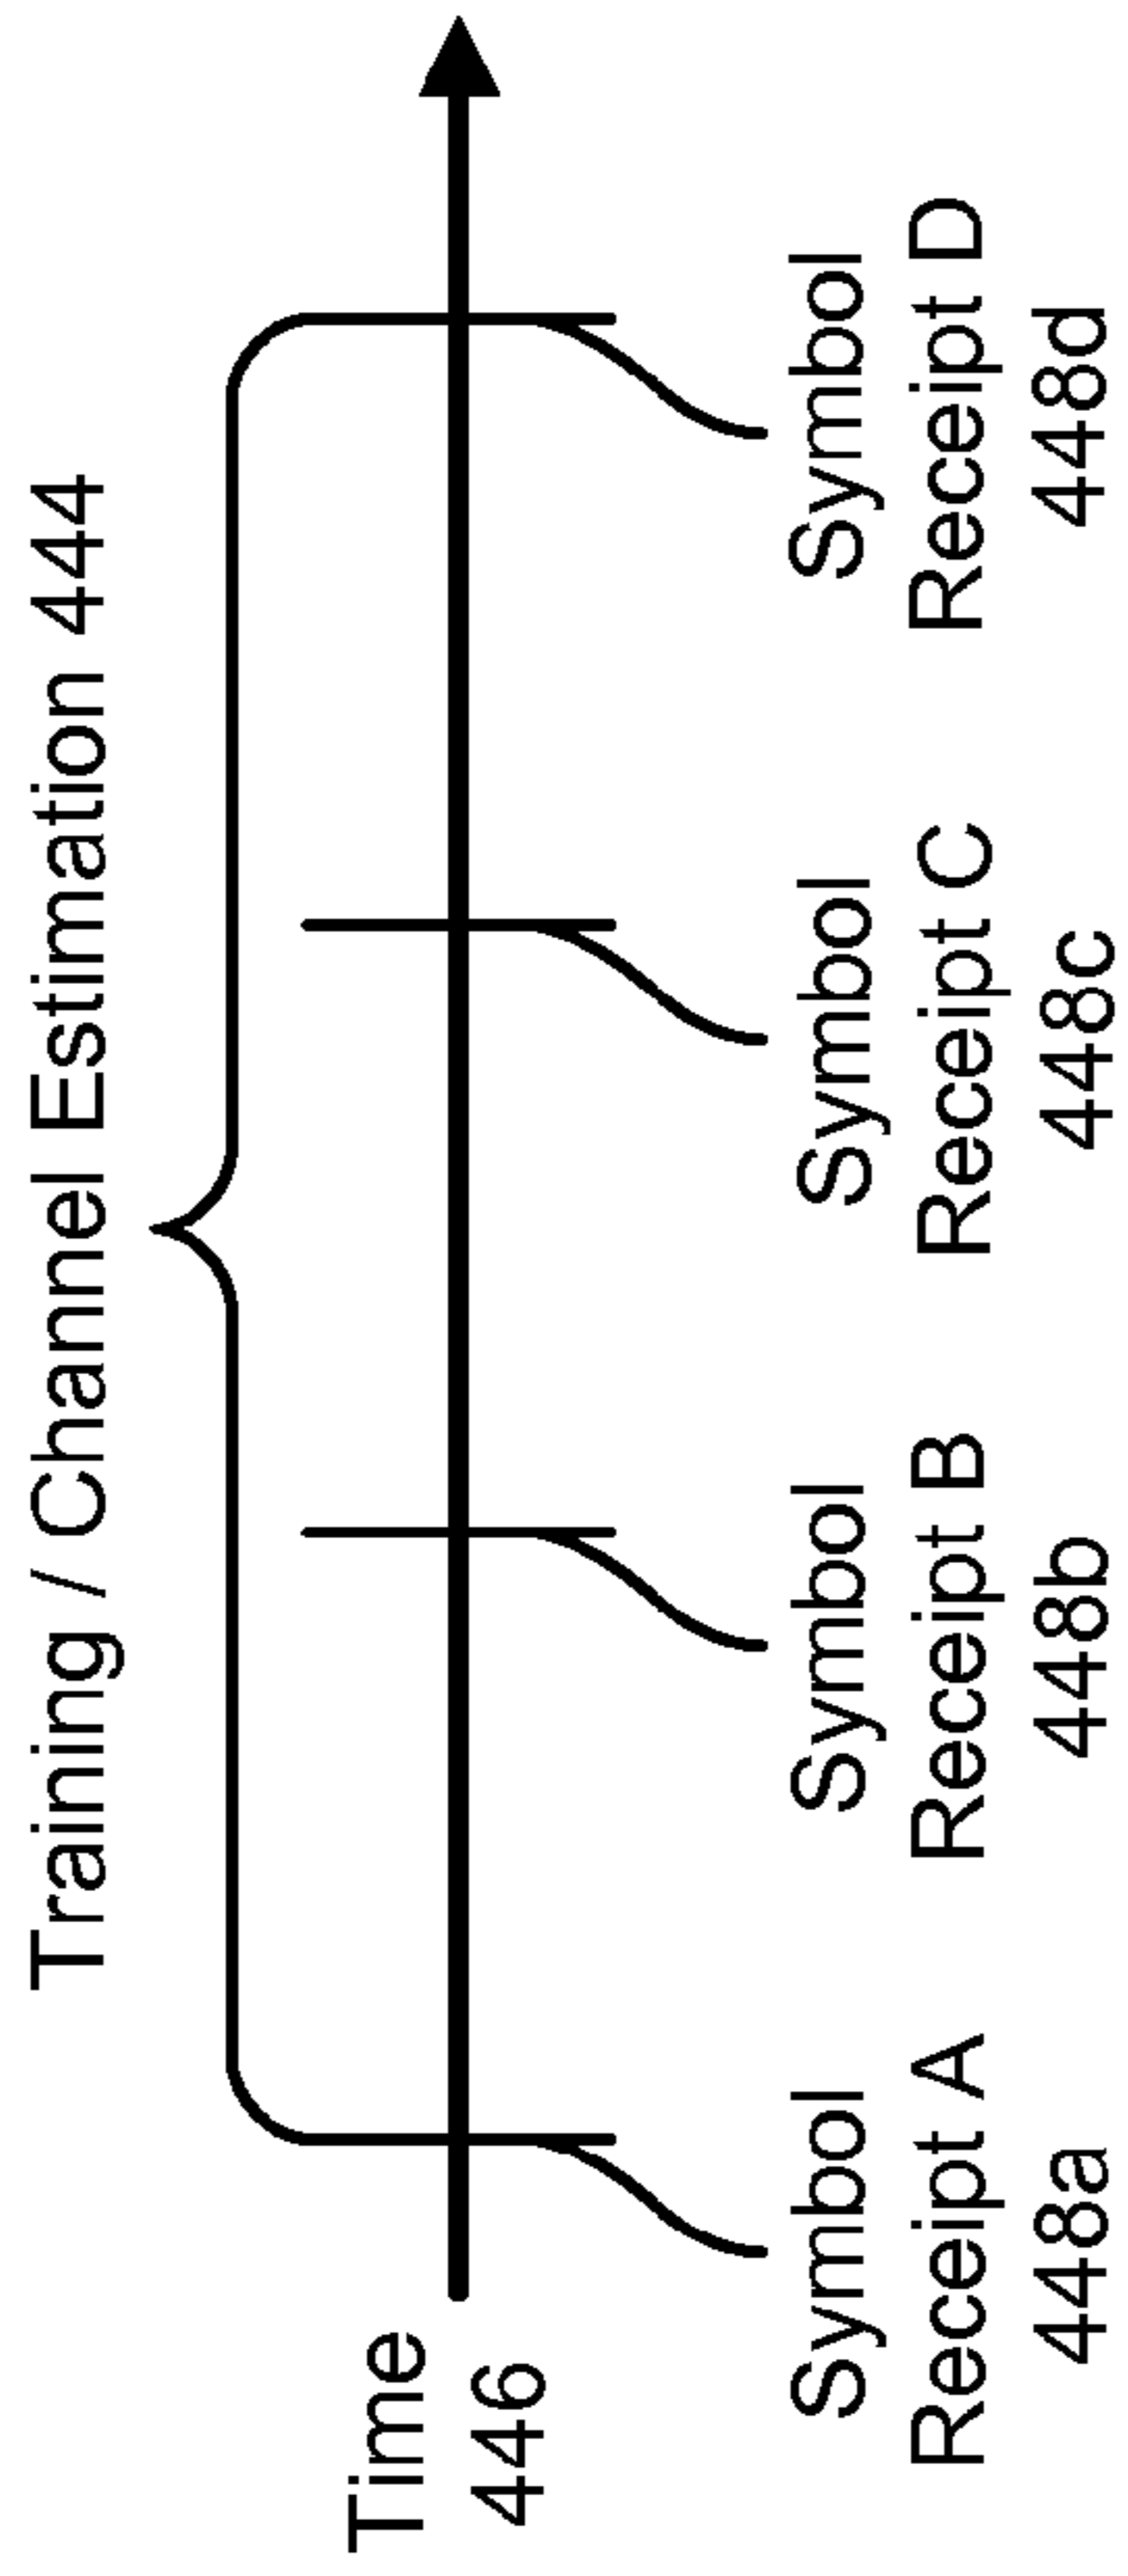 Training / Channel Estimation 444
Time
446
Symbol
Receipt A
448a
Symbol
Receipt B
448b
Symbol
Receipt C
448c
Symbol
Receipt D
448d